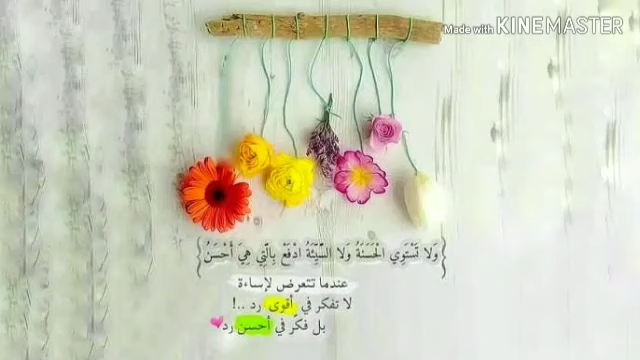 Made with KINEMASTER
﴿وَلَا تَسْتَوِي الْحَسَنَةُ وَلَا السَّيِّئَةُ ادْفَعْ بِالَّتِي هِيَ أَحْسَنُ﴾
عندما تتعرض لإساءة
لا تفكر في أقوى رد ..!
بل فكّر في أحسن رد